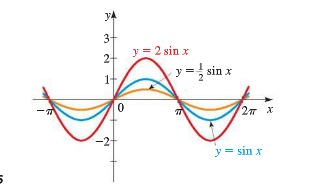 y
3
2
y = 2 sin x
1
y = 1/2 sin x
-π
0
π
2π
x
-2
y = sin x